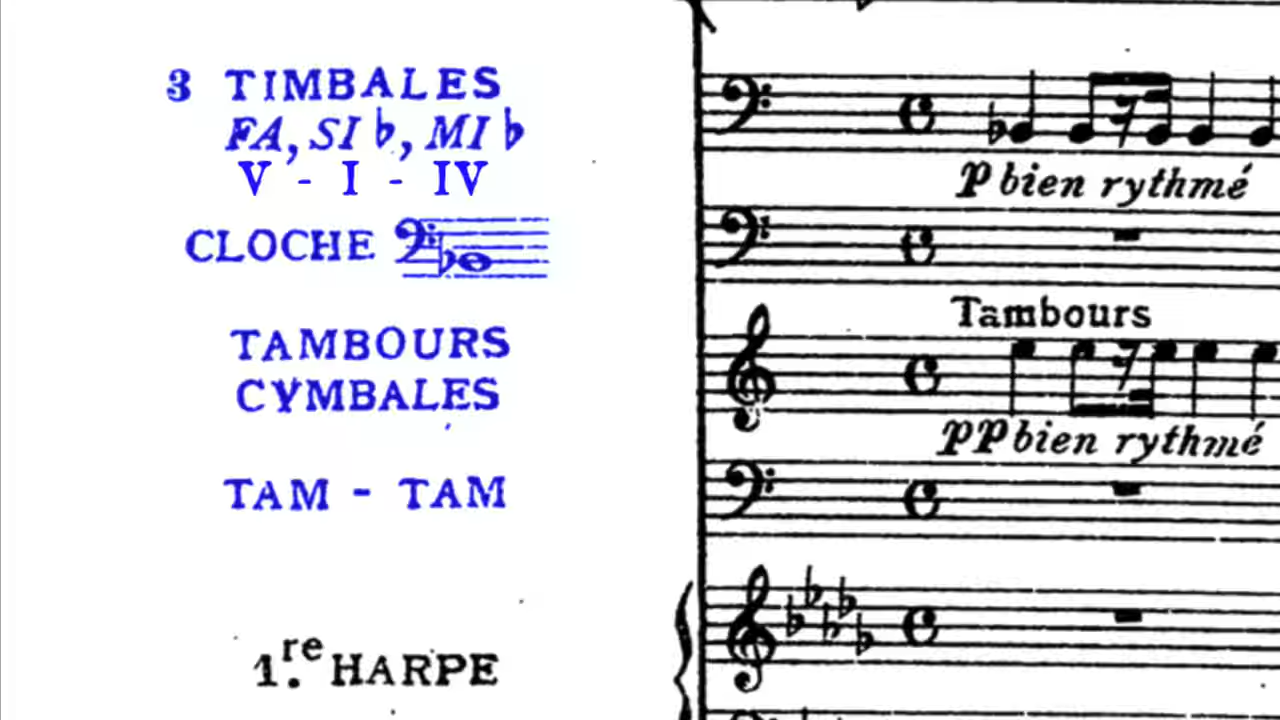 3 TIMBALES
FA, SI ♭, MI ♭
V - I - IV
CLOCHE
TAMBOURS
CYMBALES
TAM - TAM
1.re HARPE
p bien rythmé
Tambours
pp bien rythmé